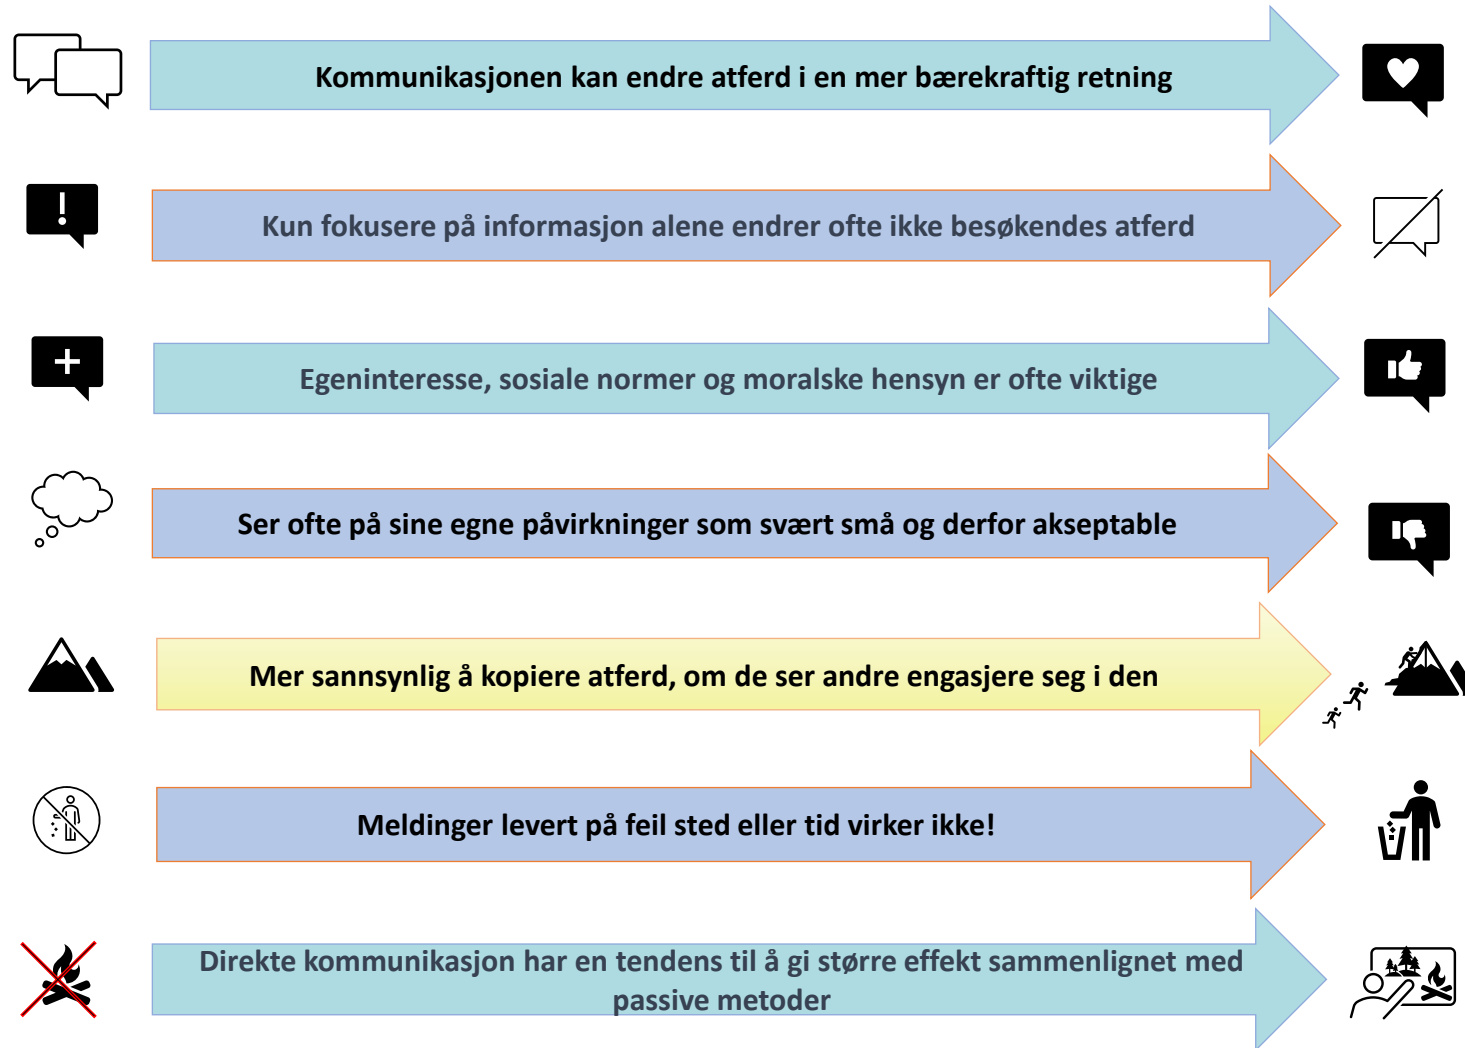 Kommunikasjonen kan endre atferd i en mer bærekraftig retning
Kun fokusere på informasjon alene endrer ofte ikke besøkendes atferd
Egeninteresse, sosiale normer og moralske hensyn er ofte viktige
Ser ofte på sine egne påvirkninger som svært små og derfor akseptable
Mer sannsynlig å kopiere atferd, om de ser andre engasjere seg i den
Meldinger levert på feil sted eller tid virker ikke!
Direkte kommunikasjon har en tendens til å gi større effekt sammenlignet med
passive metoder